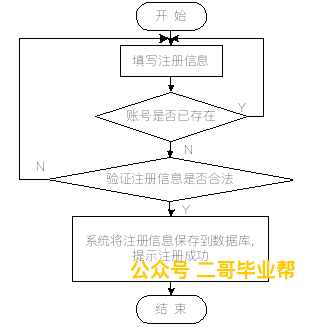 开 始
填写注册信息
账号是否已存在
Y
N
验证注册信息是否合法
N
Y
系统将注册信息保存到数据库,
提示注册成功
公众号 二哥毕业帮
结 束